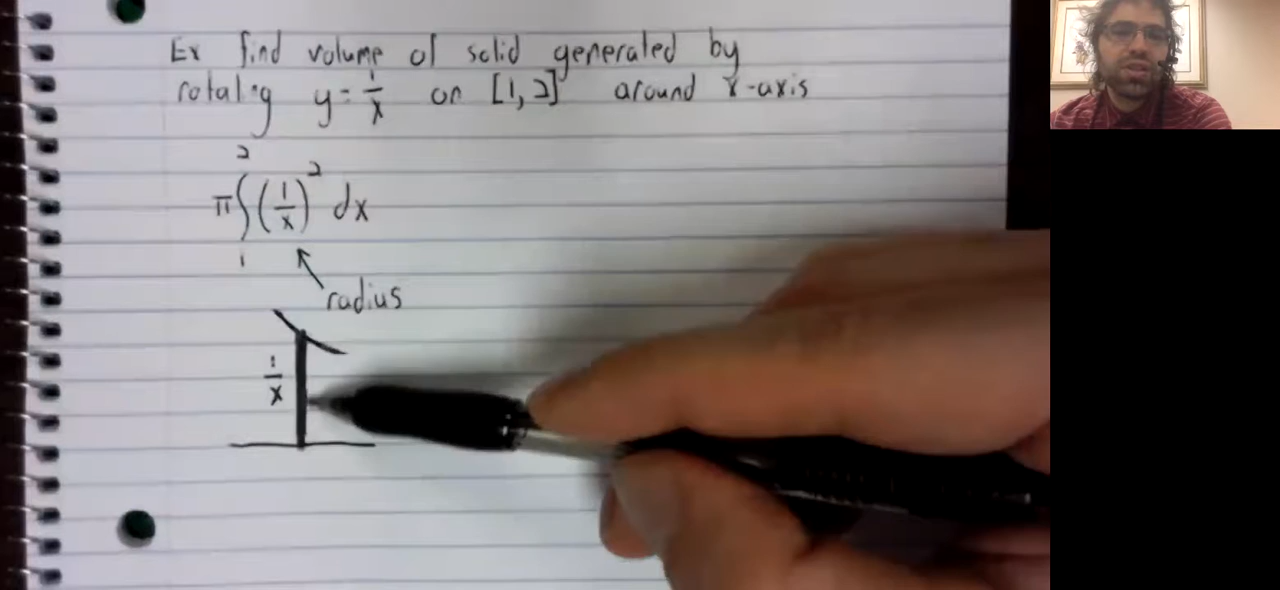 Ex find volume of solid generated by
rotating y = 1/x on [1, 2] around x-axis
π∫₁² (1/x)² dx
radius
1/x